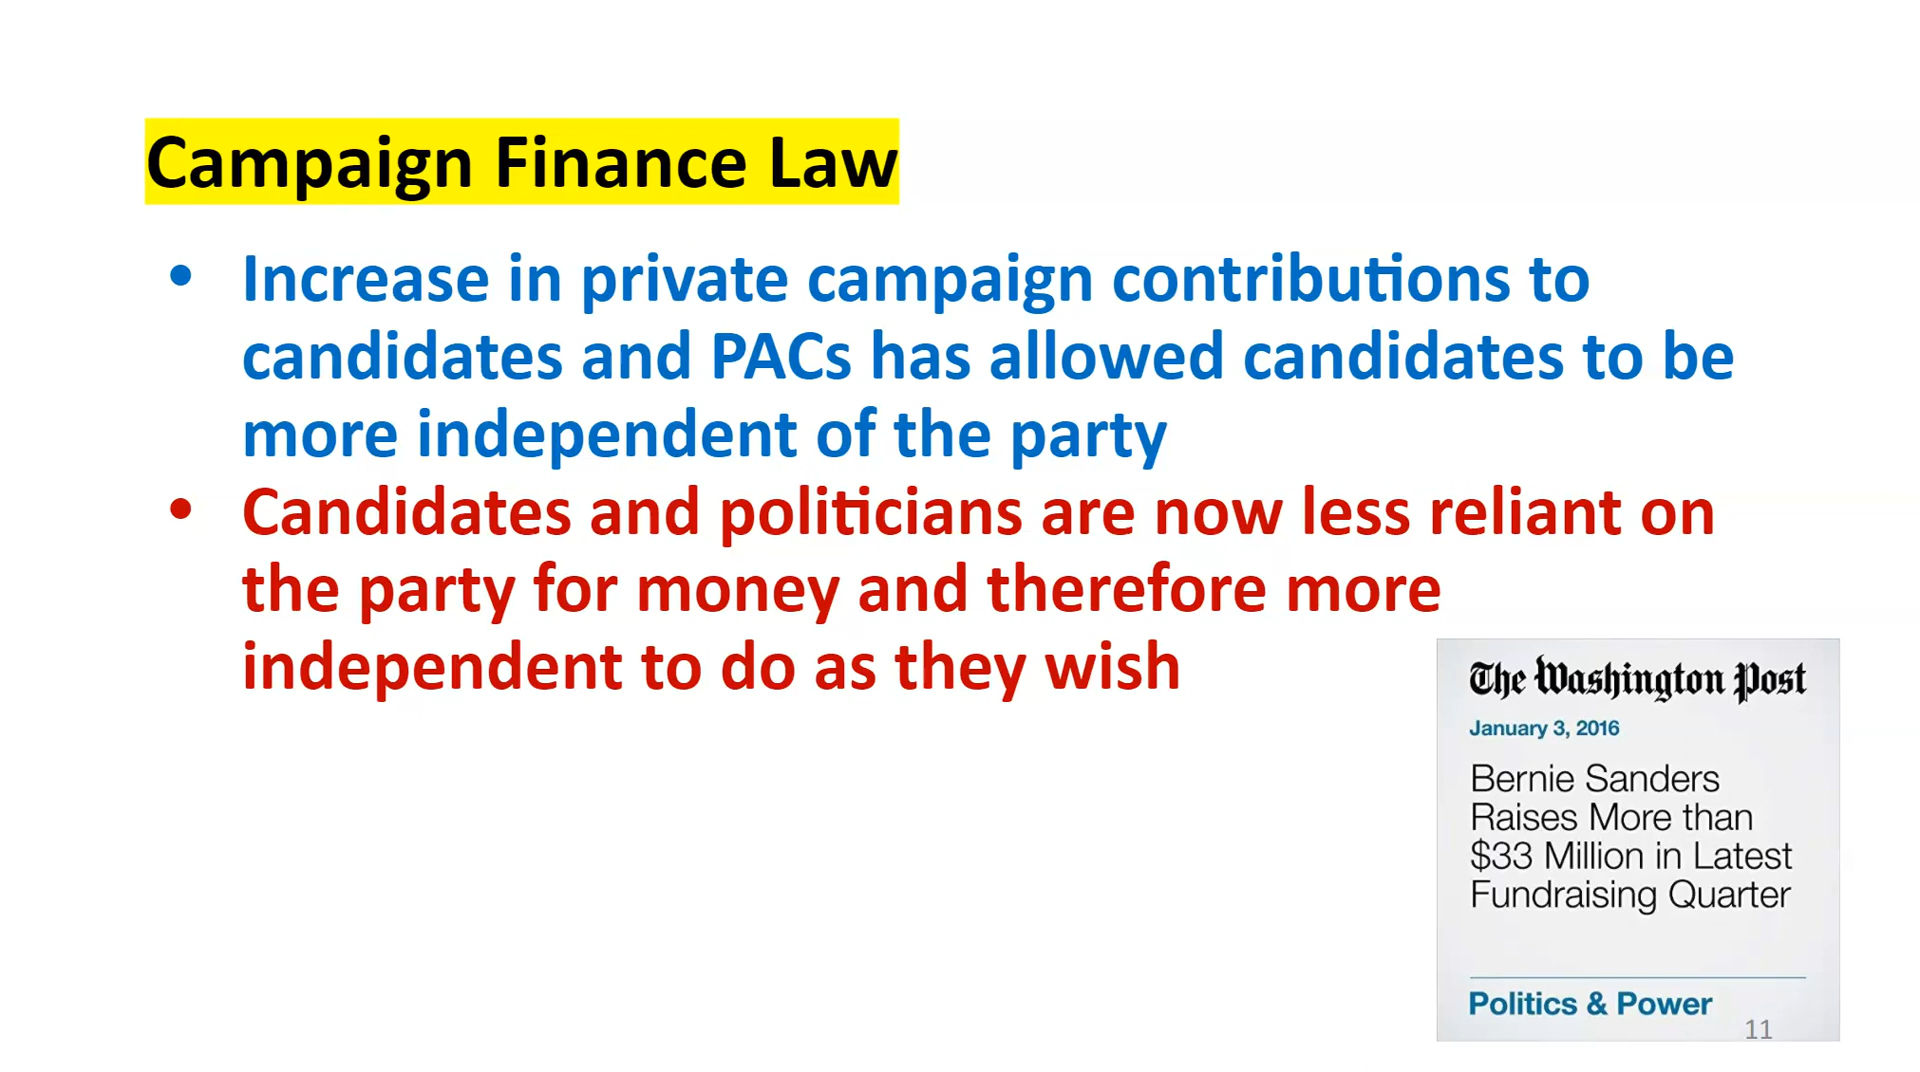 Campaign Finance Law
• Increase in private campaign contributions to
candidates and PACs has allowed candidates to be
more independent of the party
• Candidates and politicians are now less reliant on
the party for money and therefore more
independent to do as they wish
The Washington Post
January 3, 2016
Bernie Sanders
Raises More than
$33 Million in Latest
Fundraising Quarter
Politics & Power
11